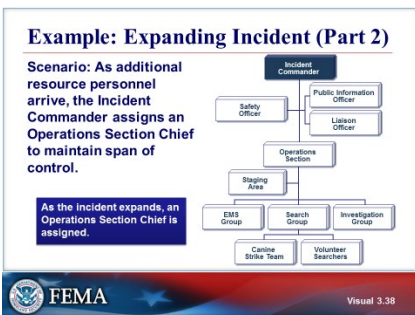 Example: Expanding Incident (Part 2)
Scenario: As additional
resource personnel
arrive, the Incident
Commander assigns an
Operations Section Chief
to maintain span of
control.
As the incident expands, an
Operations Section Chief is
assigned.
Incident
Commander
Public Information
Officer
Safety
Officer
Liaison
Officer
Operations
Section
Staging
Area
EMS
Group
Search
Group
Investigation
Group
Canine
Strike Team
Volunteer
Searchers
FEMA
Visual 3.38